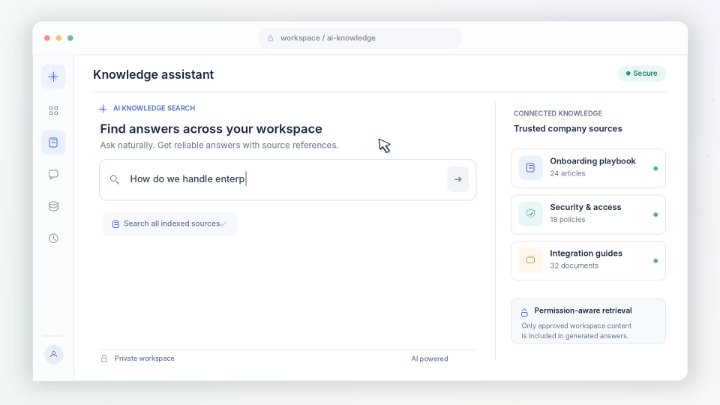 workspace / ai-knowledge
Knowledge assistant
Secure
AI KNOWLEDGE SEARCH
Find answers across your workspace
Ask naturally. Get reliable answers with source references.
How do we handle enterp
Search all indexed sources
Private workspace
AI powered
CONNECTED KNOWLEDGE
Trusted company sources
Onboarding playbook
24 articles
Security & access
18 policies
Integration guides
32 documents
Permission-aware retrieval
Only approved workspace content
is included in generated answers.